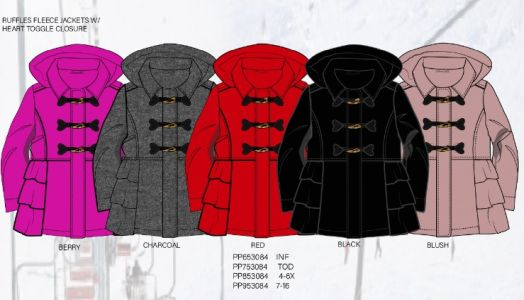 RUFFLES FLEECE JACKETS W/
HEART TOGGLE CLOSURE
BERRY CHARCOAL RED BLACK BLUSH
PP653084 INF
PP753084 TOD
PP853084 4-6X
PP953084 7-16